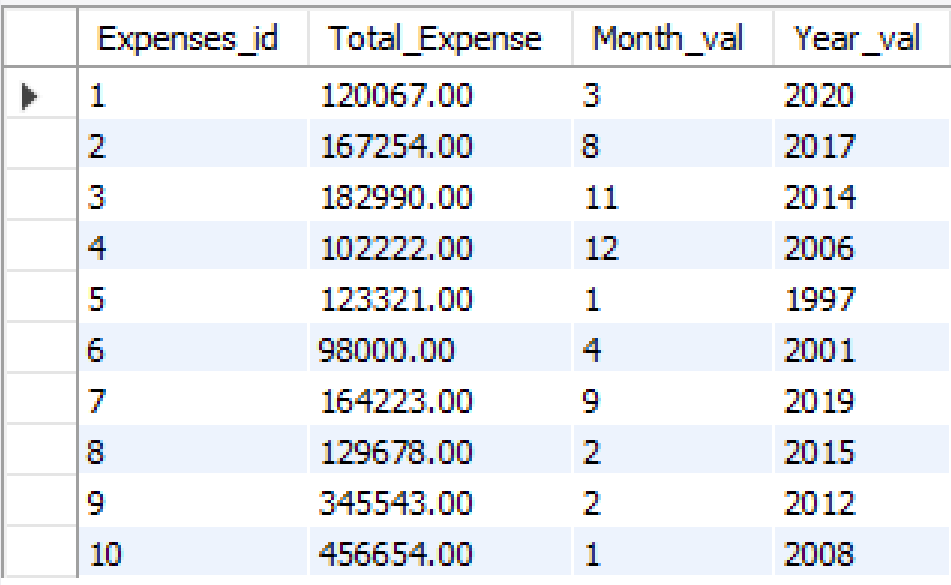 Expenses_id Total_Expense Month_val Year_val
1 120067.00 3 2020
2 167254.00 8 2017
3 182990.00 11 2014
4 102222.00 12 2006
5 123321.00 1 1997
6 98000.00 4 2001
7 164223.00 9 2019
8 129678.00 2 2015
9 345543.00 2 2012
10 456654.00 1 2008